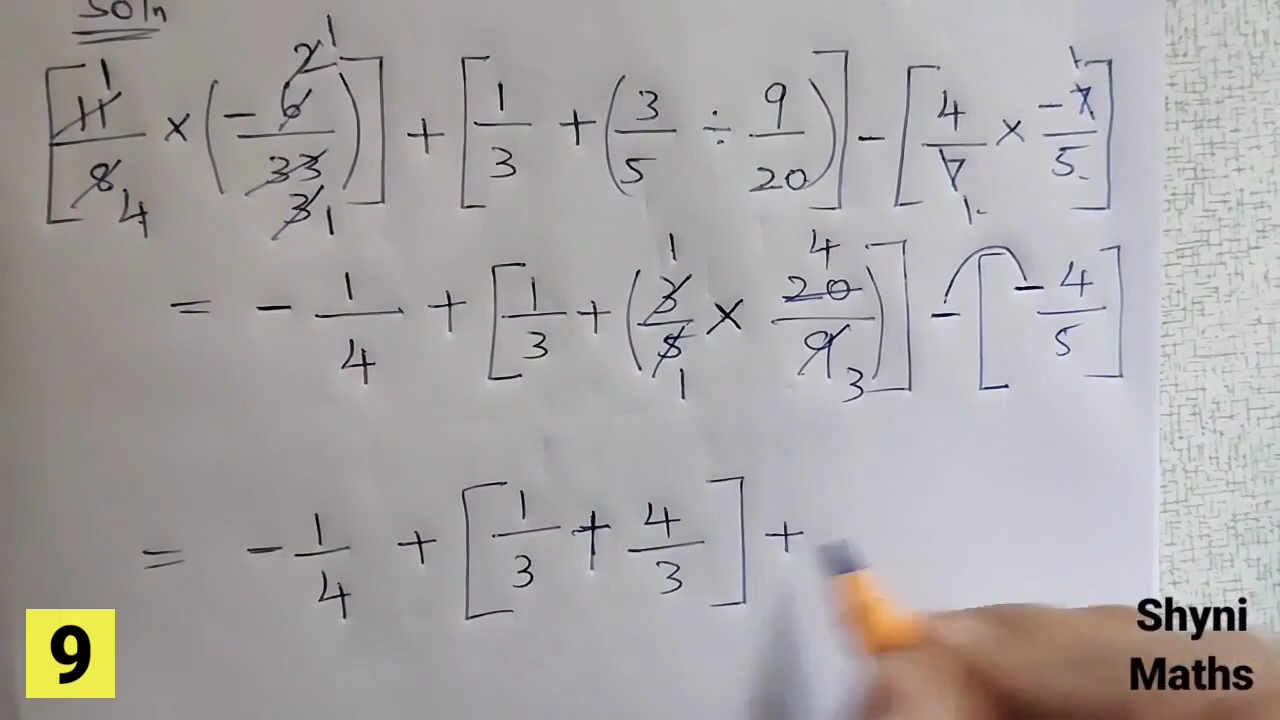 Soln
[11/8 × (-6/33)] + [1/3 + (3/5 ÷ 9/20)] - [4/7 × -7/5]
= - 1/4 + [1/3 + (3/5 × 20/9)] - [- 4/5]
= - 1/4 + [1/3 + 4/3] +
9
Shyni
Maths